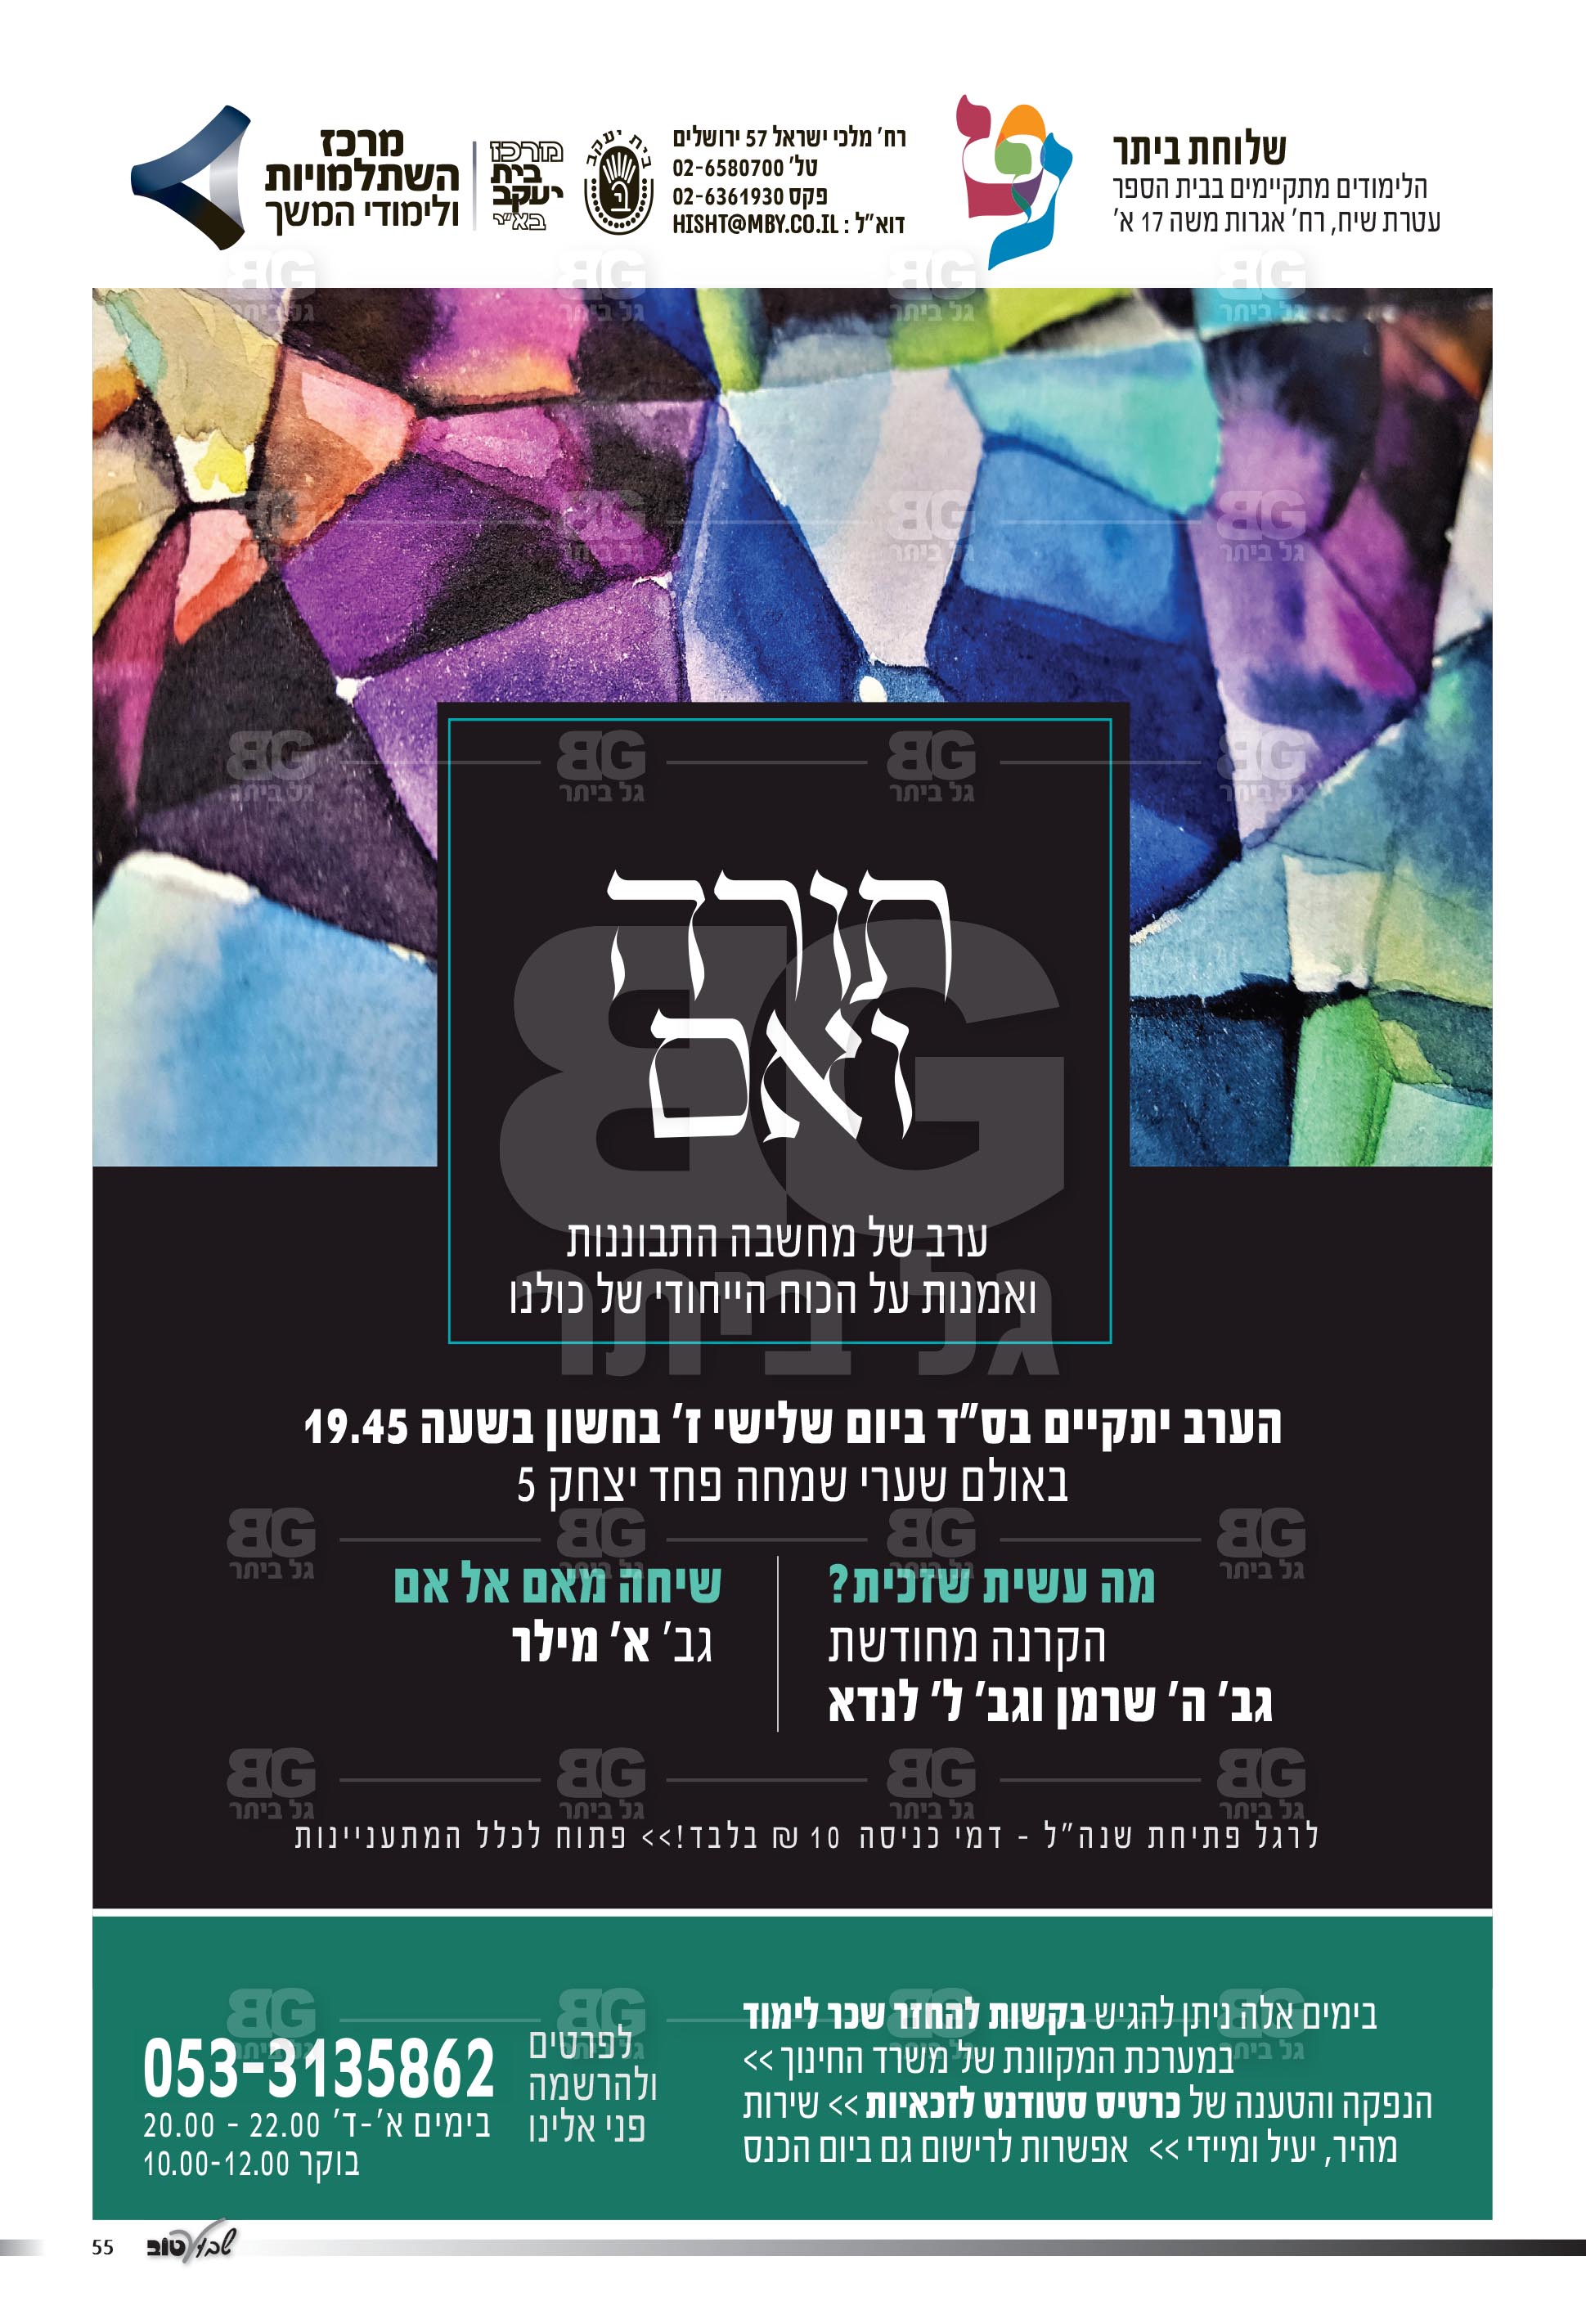 שלוחת ביתר
הלימודים מתקיימים בבית הספר
עטרת שיח, רח' אגרות משה 17 א'
רח' מלכי ישראל 57 ירושלים
טל' 02-6580700
פקס 02-6361930
דוא"ל : HISHT@MBY.CO.IL
בית יעקב
מרכז
בית
יעקב
בא"י
מרכז
השתלמויות
ולימודי המשך
תורה
ואם
ערב של מחשבה התבוננות
ואמנות על הכוח הייחודי של כולנו
הערב יתקיים בס"ד ביום שלישי ז' בחשון בשעה 19.45
באולם שערי שמחה פחד יצחק 5
מה עשית שזכית?
הקרנה מחודשת
גב' ה' שרמן וגב' ל' לנדא
שיחה מאם אל אם
גב' א' מילר
לרגל פתיחת שנה"ל - דמי כניסה 10 ₪ בלבד!>> פתוח לכלל המתעניינות
בימים אלה ניתן להגיש בקשות להחזר שכר לימוד
במערכת המקוונת של משרד החינוך >>
הנפקה והטענה של כרטיס סטודנט לזכאיות >> שירות
מהיר, יעיל ומיידי >> אפשרות לרישום גם ביום הכנס
לפרטים
ולהרשמה
פני אלינו
053-3135862
בימים א'-ד' 22.00 - 20.00
בוקר 10.00-12.00
שבוע טוב
55
BG
גל ביתר